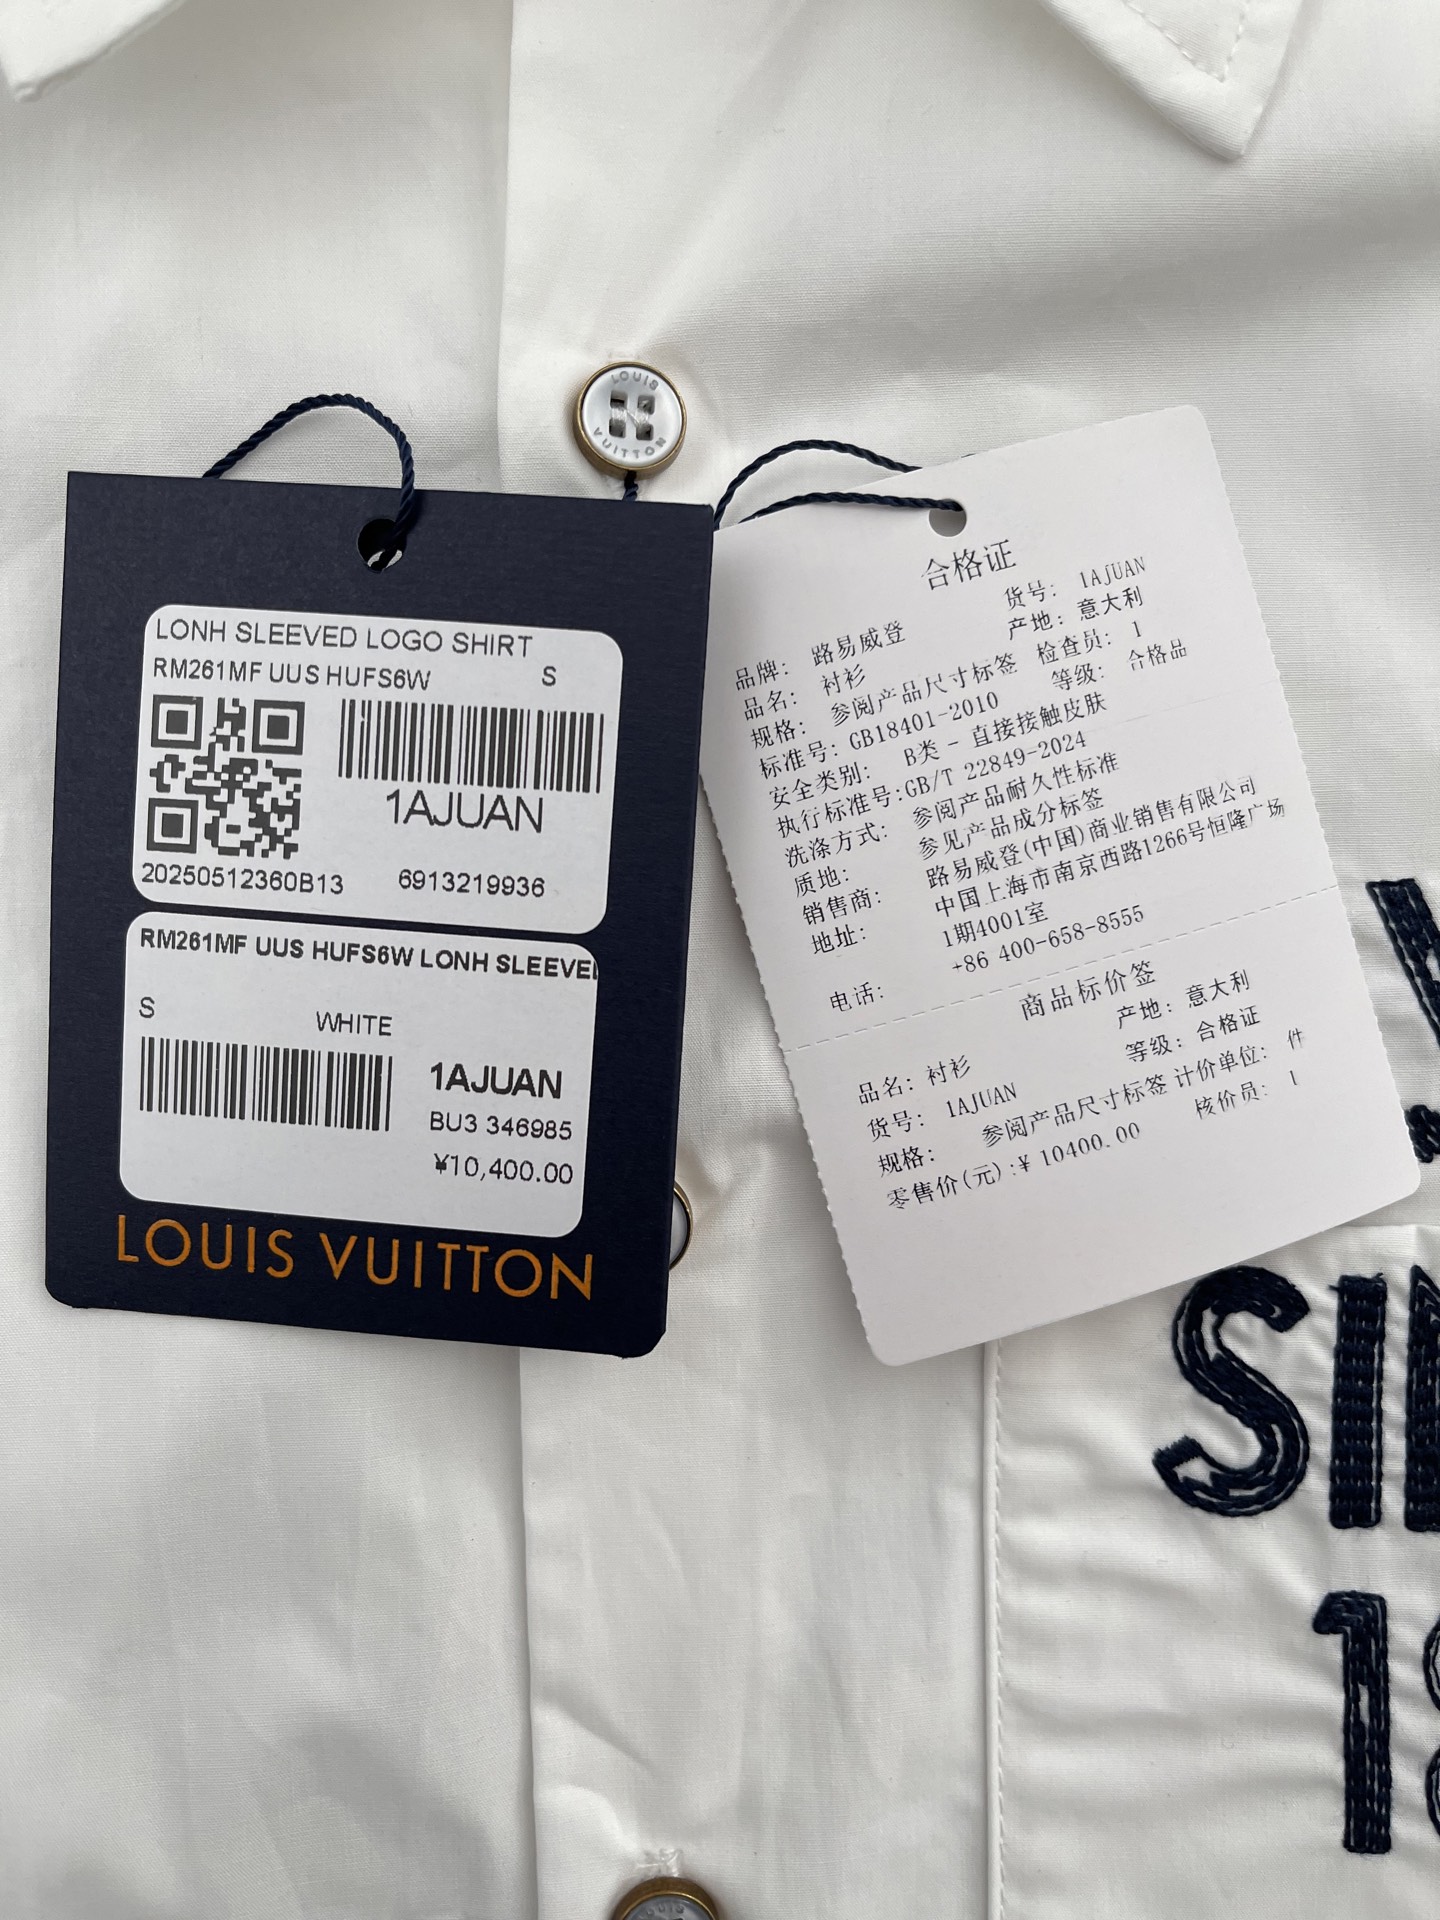 LOUIS
VUITTON
LONH SLEEVED LOGO SHIRT
RM261MF UUS HUFS6W S
1AJUAN
20250512360B13 6913219936
RM261MF UUS HUFS6W LONH SLEEVE
S WHITE
1AJUAN
BU3 346985
¥10,400.00
LOUIS VUITTON
合格证
货号: 1AJUAN
品牌: 路易威登 产地: 意大利
品名: 衬衫 检查员: 1
规格: 参阅产品尺寸标签 等级: 合格品
标准号: GB18401-2010
安全类别: B类 - 直接接触皮肤
执行标准号:GB/T 22849-2024
洗涤方式: 参阅产品耐久性标准
质地: 参见产品成分标签
销售商: 路易威登(中国)商业销售有限公司
地址: 中国上海市南京西路1266号恒隆广场
1期4001室
电话: +86 400-658-8555
商品标价签
产地: 意大利
品名: 衬衫 等级: 合格证
货号: 1AJUAN 计价单位: 件
规格: 参阅产品尺寸标签 核价员: 1
零售价(元):¥ 10400.00
LOUIS